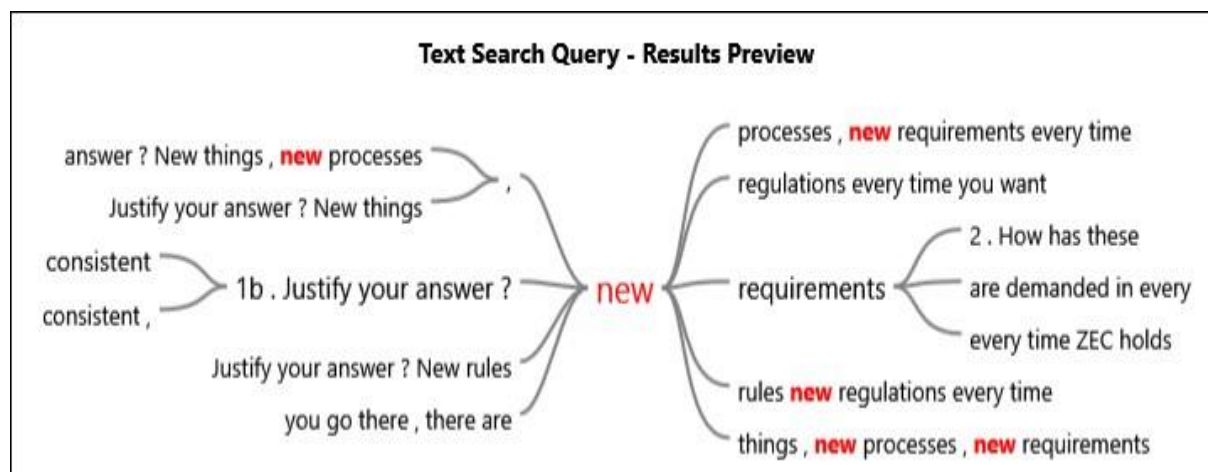 Text Search Query - Results Preview
answer ? New things , new processes
Justify your answer ? New things
,
consistent
consistent ,
1b . Justify your answer ?
Justify your answer ? New rules
you go there , there are
new
processes , new requirements every time
regulations every time you want
requirements
2 . How has these
are demanded in every
every time ZEC holds
rules new regulations every time
things , new processes , new requirements